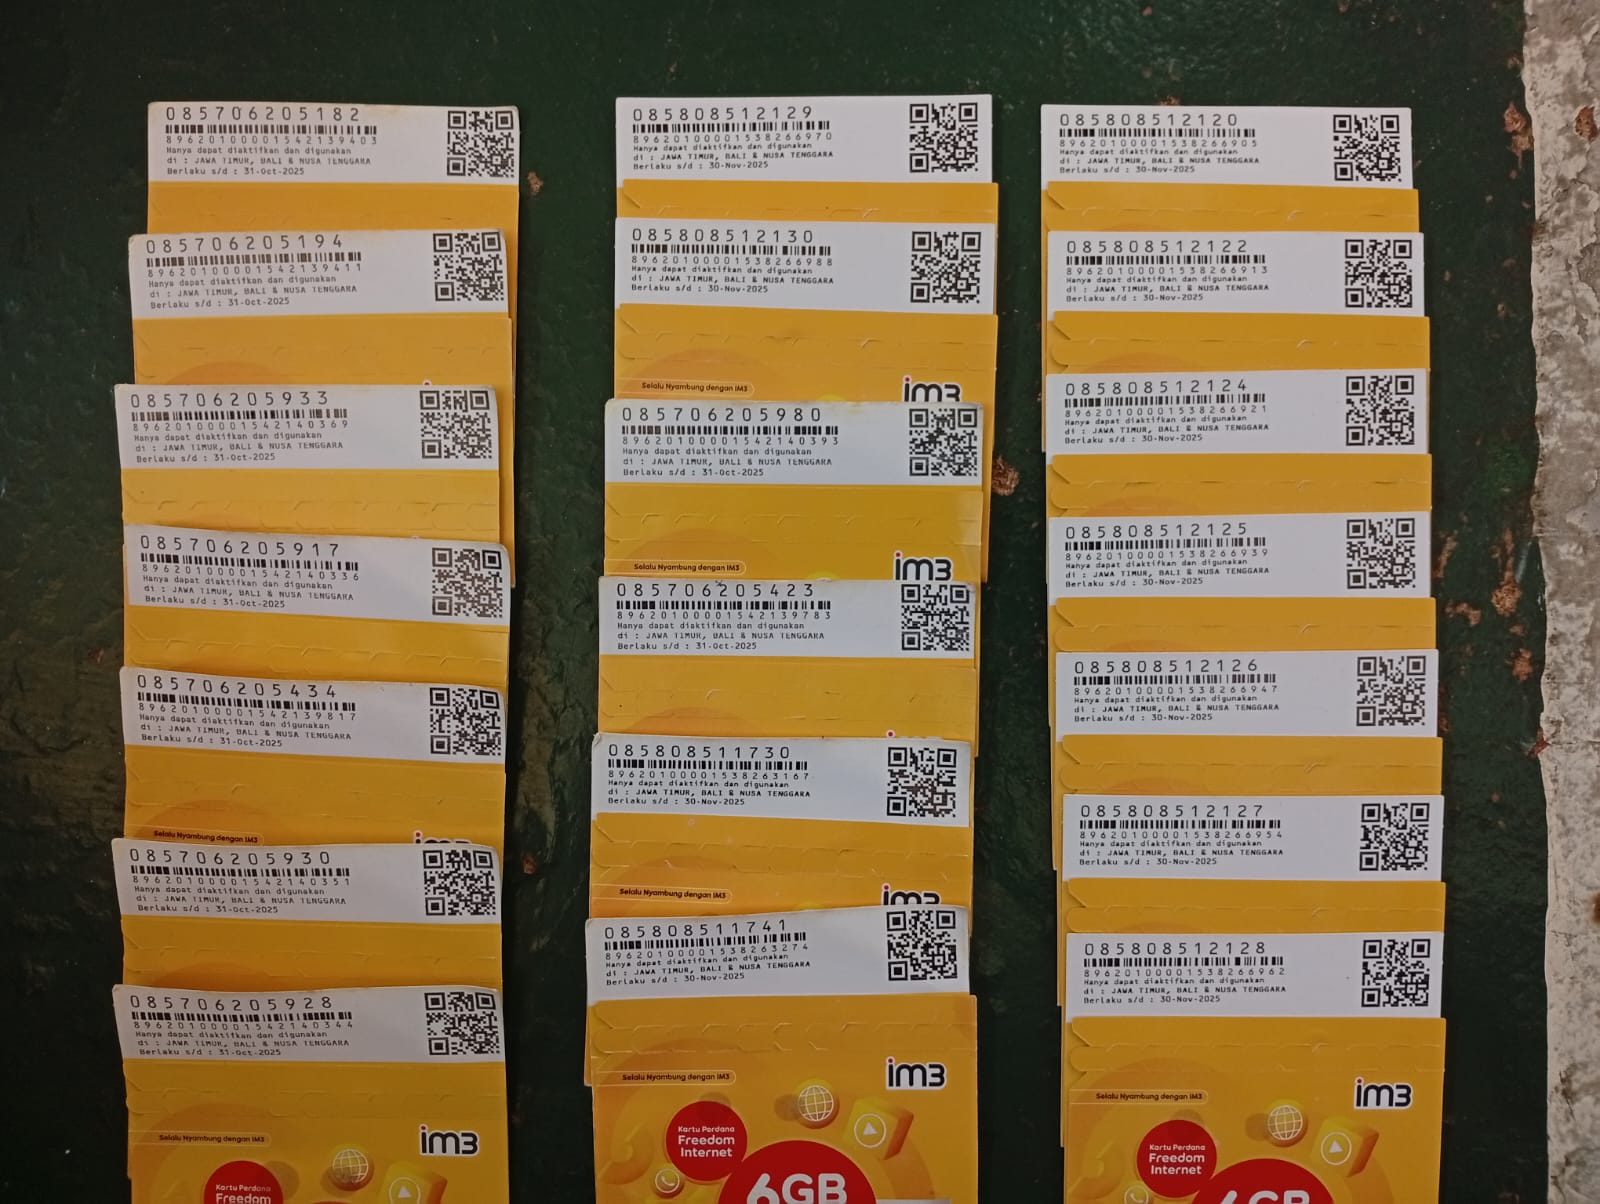 085706205182
89620100001542139403
Hanya dapat diaktifkan dan digunakan
di : JAWA TIMUR, BALI & NUSA TENGGARA
Berlaku s/d : 31-Oct-2025
085706205194
89620100001542139411
Hanya dapat diaktifkan dan digunakan
di : JAWA TIMUR, BALI & NUSA TENGGARA
Berlaku s/d : 31-Oct-2025
085706205933
89620100001542140369
Hanya dapat diaktifkan dan digunakan
di : JAWA TIMUR, BALI & NUSA TENGGARA
Berlaku s/d : 31-Oct-2025
085706205917
89620100001542140336
Hanya dapat diaktifkan dan digunakan
di : JAWA TIMUR, BALI & NUSA TENGGARA
Berlaku s/d : 31-Oct-2025
085706205434
89620100001542139817
Hanya dapat diaktifkan dan digunakan
di : JAWA TIMUR, BALI & NUSA TENGGARA
Berlaku s/d : 31-Oct-2025
Selalu Nyambung dengan IM3
085706205930
89620100001542140351
Hanya dapat diaktifkan dan digunakan
di : JAWA TIMUR, BALI & NUSA TENGGARA
Berlaku s/d : 31-Oct-2025
085706205928
89620100001542140344
Hanya dapat diaktifkan dan digunakan
di : JAWA TIMUR, BALI & NUSA TENGGARA
Berlaku s/d : 31-Oct-2025
Selalu Nyambung dengan IM3
im3
Kartu Perdana
Freedom
085808512129
89620100001538266970
Hanya dapat diaktifkan dan digunakan
di : JAWA TIMUR, BALI & NUSA TENGGARA
Berlaku s/d : 30-Nov-2025
085808512130
89620100001538266988
Hanya dapat diaktifkan dan digunakan
di : JAWA TIMUR, BALI & NUSA TENGGARA
Berlaku s/d : 30-Nov-2025
Selalu Nyambung dengan IM3
im3
085706205980
89620100001542140393
Hanya dapat diaktifkan dan digunakan
di : JAWA TIMUR, BALI & NUSA TENGGARA
Berlaku s/d : 31-Oct-2025
Selalu Nyambung dengan IM3
im3
085706205423
89620100001542139783
Hanya dapat diaktifkan dan digunakan
di : JAWA TIMUR, BALI & NUSA TENGGARA
Berlaku s/d : 31-Oct-2025
085808511730
89620100001538263167
Hanya dapat diaktifkan dan digunakan
di : JAWA TIMUR, BALI & NUSA TENGGARA
Berlaku s/d : 30-Nov-2025
Selalu Nyambung dengan IM3
im3
085808511741
89620100001538263274
Hanya dapat diaktifkan dan digunakan
di : JAWA TIMUR, BALI & NUSA TENGGARA
Berlaku s/d : 30-Nov-2025
Selalu Nyambung dengan IM3
im3
Kartu Perdana
Freedom
Internet
6GB
085808512120
89620100001538266905
Hanya dapat diaktifkan dan digunakan
di : JAWA TIMUR, BALI & NUSA TENGGARA
Berlaku s/d : 30-Nov-2025
085808512122
89620100001538266913
Hanya dapat diaktifkan dan digunakan
di : JAWA TIMUR, BALI & NUSA TENGGARA
Berlaku s/d : 30-Nov-2025
085808512124
89620100001538266921
Hanya dapat diaktifkan dan digunakan
di : JAWA TIMUR, BALI & NUSA TENGGARA
Berlaku s/d : 30-Nov-2025
085808512125
89620100001538266939
Hanya dapat diaktifkan dan digunakan
di : JAWA TIMUR, BALI & NUSA TENGGARA
Berlaku s/d : 30-Nov-2025
085808512126
89620100001538266947
Hanya dapat diaktifkan dan digunakan
di : JAWA TIMUR, BALI & NUSA TENGGARA
Berlaku s/d : 30-Nov-2025
085808512127
89620100001538266954
Hanya dapat diaktifkan dan digunakan
di : JAWA TIMUR, BALI & NUSA TENGGARA
Berlaku s/d : 30-Nov-2025
085808512128
89620100001538266962
Hanya dapat diaktifkan dan digunakan
di : JAWA TIMUR, BALI & NUSA TENGGARA
Berlaku s/d : 30-Nov-2025
Selalu Nyambung dengan IM3
im3
Kartu Perdana
Freedom
Internet
6GB